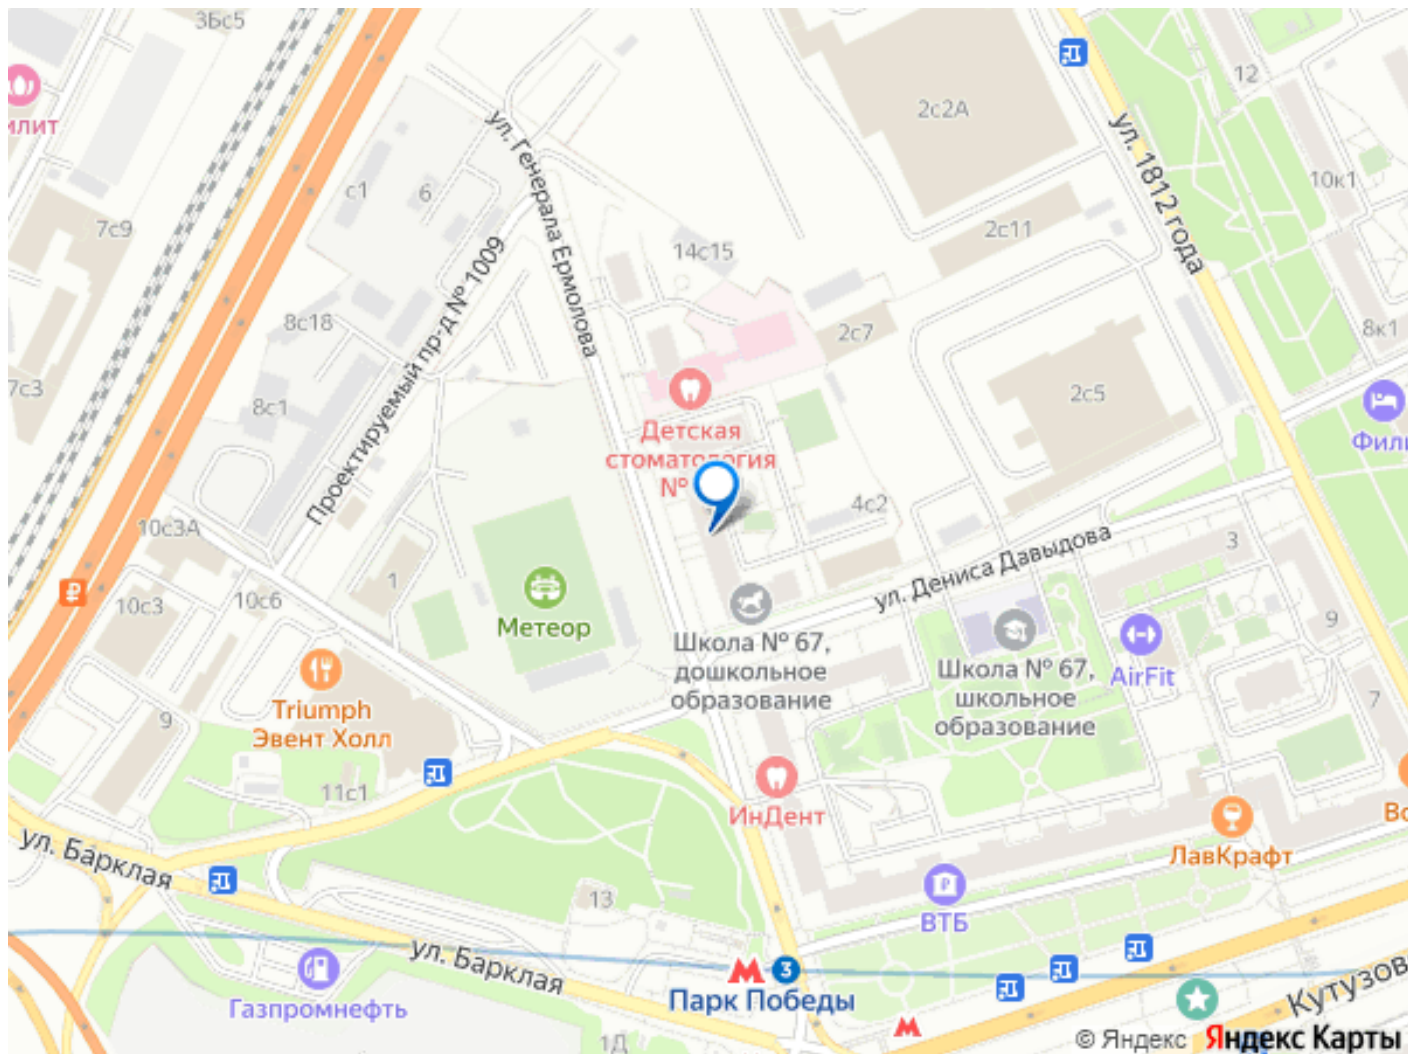 3Бс5
12
2с2А
ул. 1812 года
ул. Генерала Ермолова
10к1
с1
6
7с9
2с11
14с15
Проектируемый пр-д № 1009
8с18
2с7
8к1
7с3
8с1
2с5
Детская
стоматология
№
4с2
10с3А
ул. Дениса Давыдова
3
1
10с3
10с6
Метеор
Школа № 67,
дошкольное
образование
Школа № 67,
школьное
образование
AirFit
9
7
Triumph
Эвент Холл
9
11с1
ИнДент
ЛавКрафт
ул. Барклая
13
ВТБ
ул. Барклая
Газпромнефть
3
Парк Победы
1Д
© Яндекс Яндекс Карты